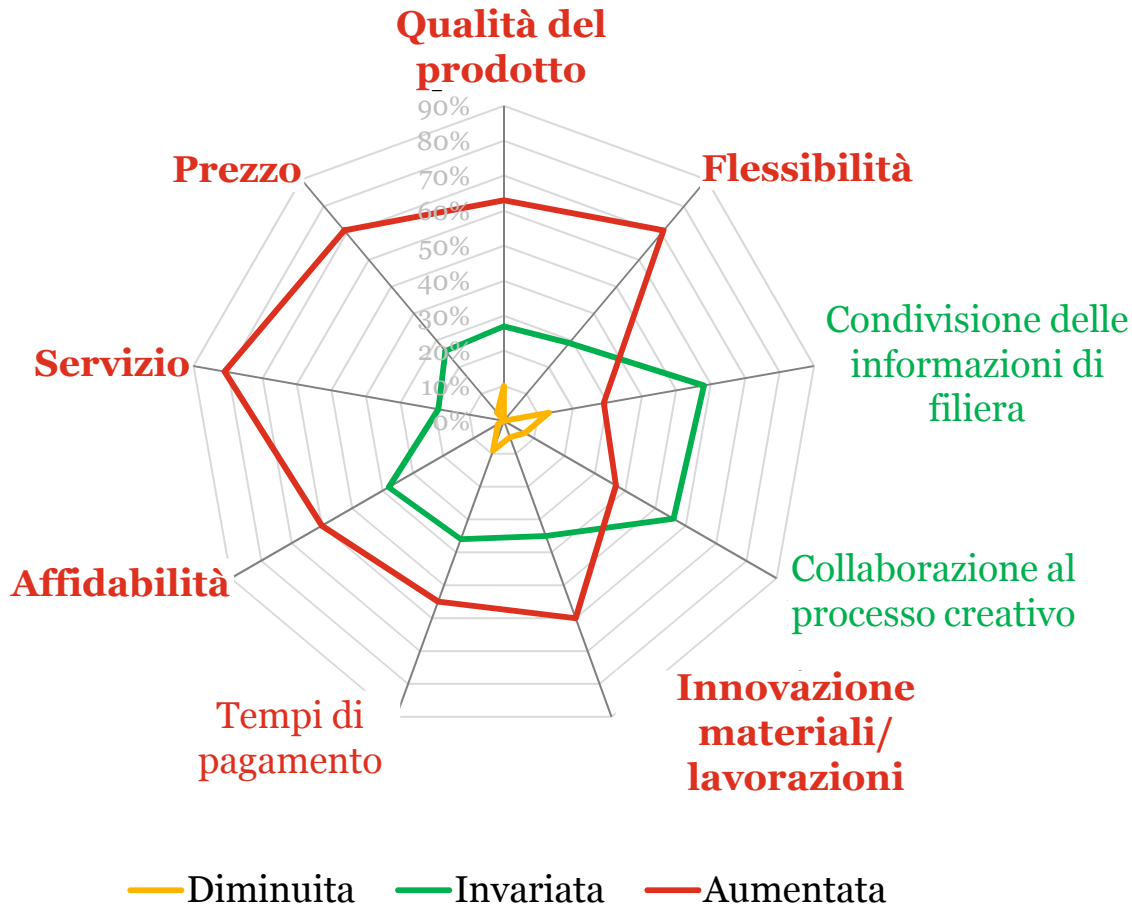 Qualità del
prodotto
90%
80%
70%
60%
50%
40%
30%
20%
10%
0%
Prezzo
Flessibilità
Servizio
Condivisione delle
informazioni di
filiera
Affidabilità
Collaborazione al
processo creativo
Tempi di
pagamento
Innovazione
materiali/
lavorazioni
Diminuita
Invariata
Aumentata